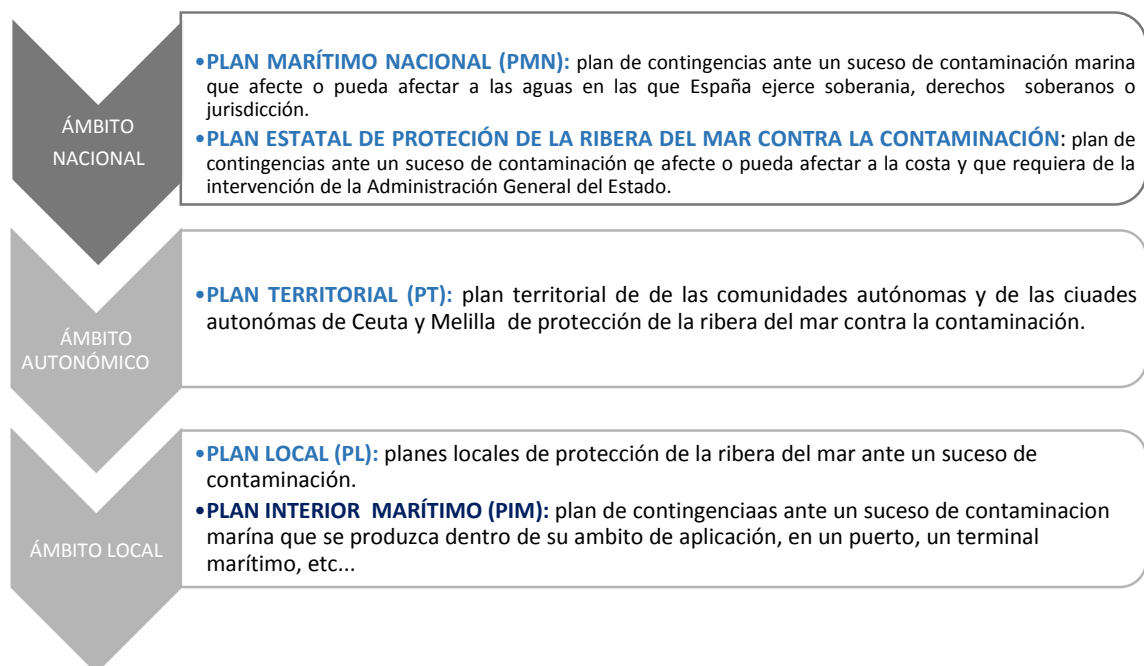 ÁMBITO
NACIONAL
•PLAN MARÍTIMO NACIONAL (PMN): plan de contingencias ante un suceso de contaminación marina
que afecte o pueda afectar a las aguas en las que España ejerce soberania, derechos soberanos o
jurisdicción.
•PLAN ESTATAL DE PROTECIÓN DE LA RIBERA DEL MAR CONTRA LA CONTAMINACIÓN: plan de
contingencias ante un suceso de contaminación qe afecte o pueda afectar a la costa y que requiera de la
intervención de la Administración General del Estado.
ÁMBITO
AUTONÓMICO
•PLAN TERRITORIAL (PT): plan territorial de de las comunidades autónomas y de las ciuades
autonómas de Ceuta y Melilla de protección de la ribera del mar contra la contaminación.
ÁMBITO LOCAL
•PLAN LOCAL (PL): planes locales de protección de la ribera del mar ante un suceso de
contaminación.
•PLAN INTERIOR MARÍTIMO (PIM): plan de contingenciaas ante un suceso de contaminacion
marína que se produzca dentro de su ambito de aplicación, en un puerto, un terminal
marítimo, etc...